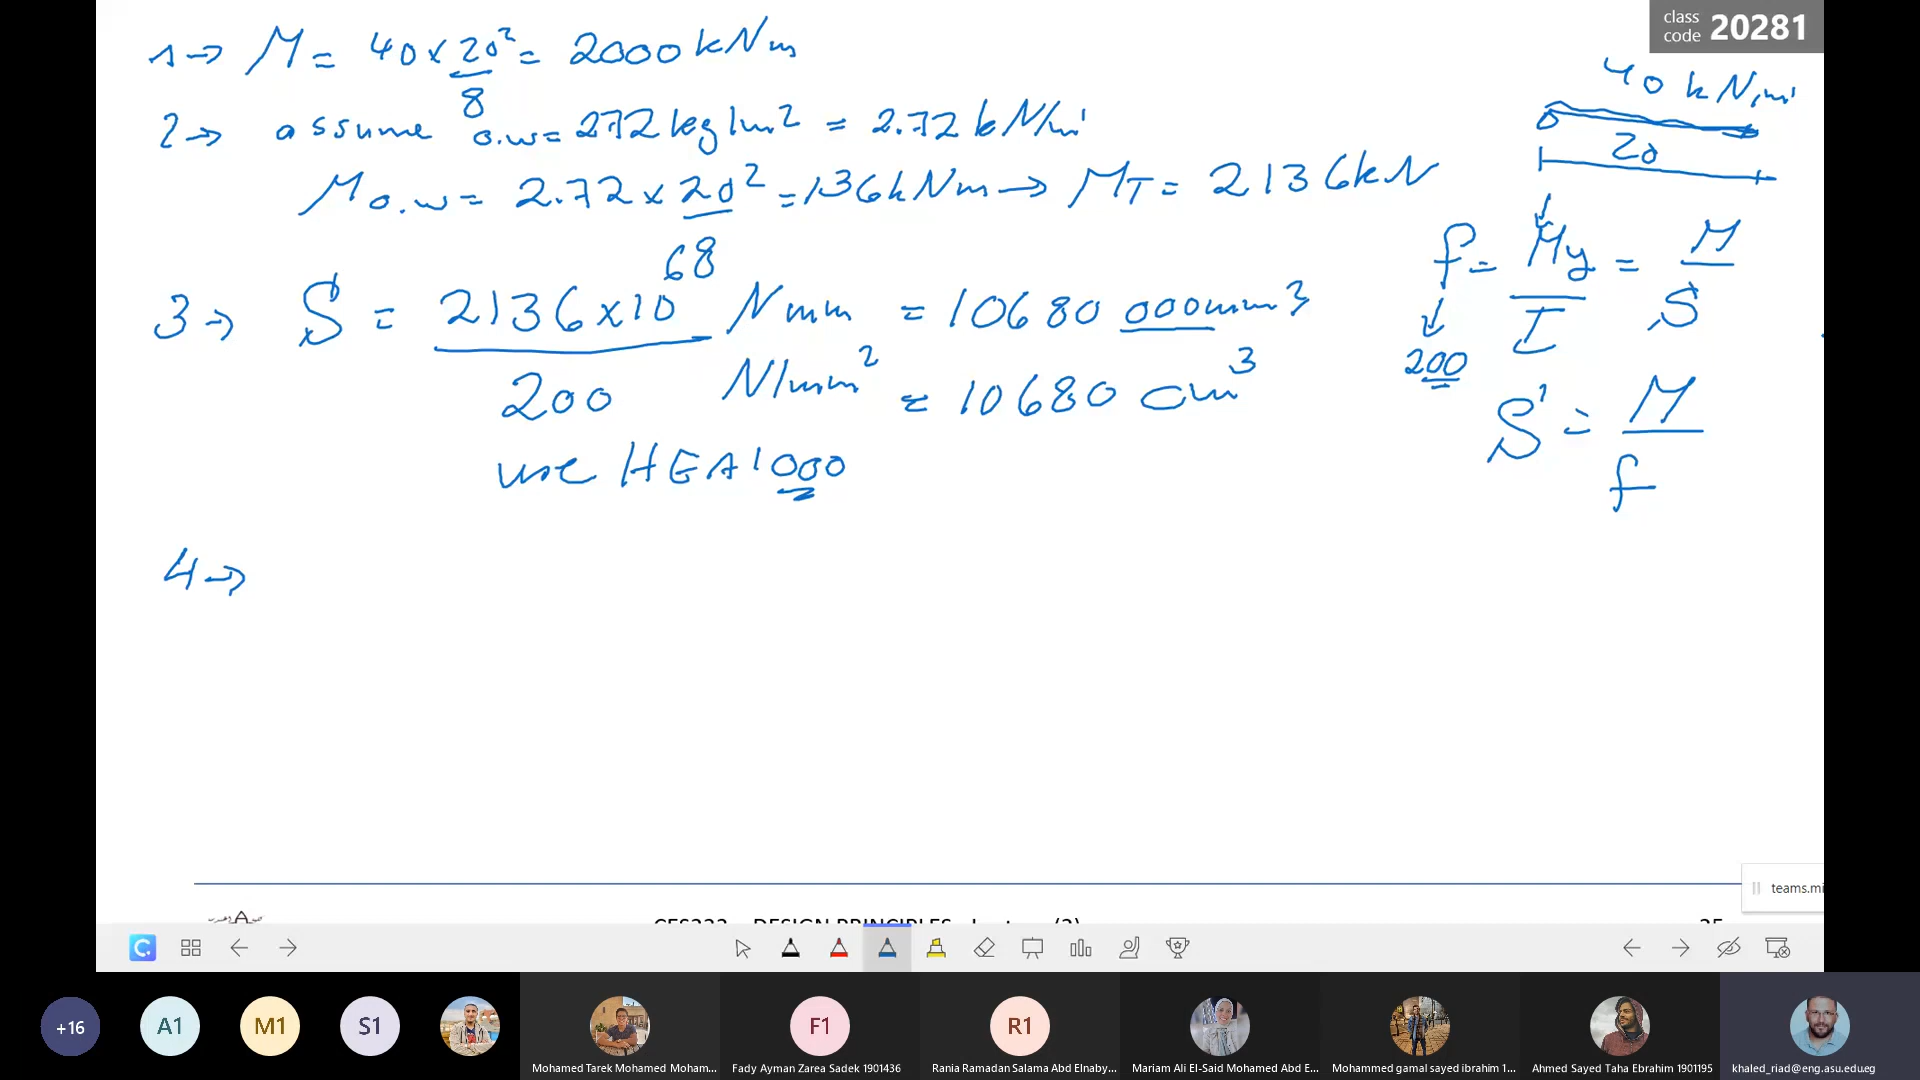 class code 20281
1→ M = 40×20²/8 = 2000 kNm
40 kN/m'
2→ assume o.w = 272 kg/m² = 2.72 kN/m'
20
M o.w = 2.72 × 20²/8 = 136 kNm → MT = 2136 kN
f = My/I = M/S
200
3→ S = 2136×10⁶ / 200 Nmm / N/mm² = 10680 000 mm³
= 10680 cm³
S = M/f
use HEA 1000
4→
teams.mi
+16
A1
M1
S1
F1
R1
Mohamed Tarek Mohamed Moham...
Fady Ayman Zarea Sadek 1901436
Rania Ramadan Salama Abd Elnaby...
Mariam Ali El-Said Mohamed Abd E...
Mohammed gamal sayed ibrahim 1...
Ahmed Sayed Taha Ebrahim 1901195
khaled_riad@eng.asu.edu.eg